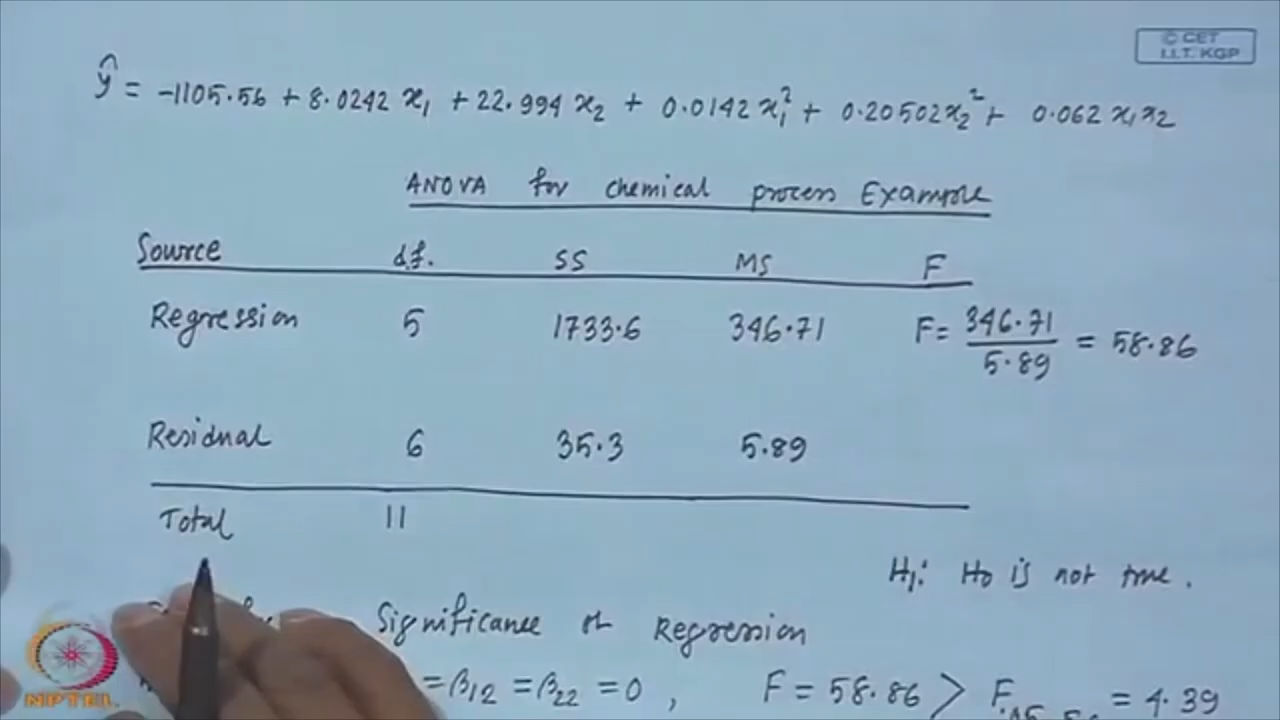 © CET
I.I.T. KGP
ŷ = -1105.56 + 8.0242 x₁ + 22.994 x₂ + 0.0142 x₁² + 0.20502 x₂² + 0.062 x₁x₂
ANOVA for chemical process Example
Source d.f. SS MS F
Regression 5 1733.6 346.71 F = 346.71 / 5.89 = 58.86
Residual 6 35.3 5.89
Total 11
H₁: H₀ is not true.
Significance of Regression
= β₁₂ = β₂₂ = 0 , F = 58.86 > F = 4.39
NPTEL